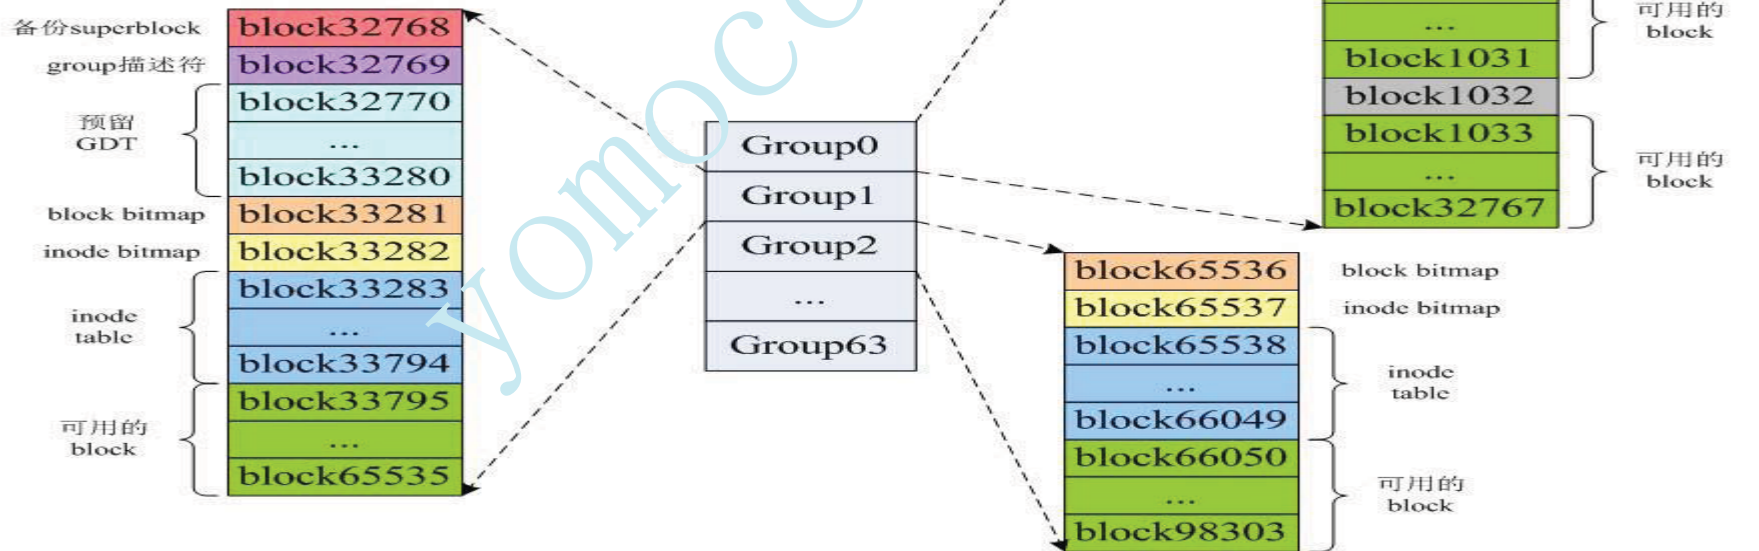 备份superblock
block32768
group描述符
block32769
预留
GDT
block32770
...
block33280
block bitmap
block33281
inode bitmap
block33282
inode
table
block33283
...
block33794
可用的
block
block33795
...
block65535
Group0
Group1
Group2
...
Group63
...
block1031
可用的
block
block1032
block1033
...
block32767
可用的
block
block65536
block bitmap
block65537
inode bitmap
block65538
...
block66049
inode
table
block66050
...
block98303
可用的
block